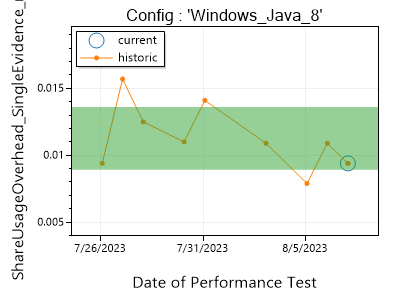 Config : 'Windows_Java_8'
current
historic
ShareUsageOverhead_SingleEvidence_
0.015
0.01
0.005
7/26/2023
7/31/2023
8/5/2023
Date of Performance Test